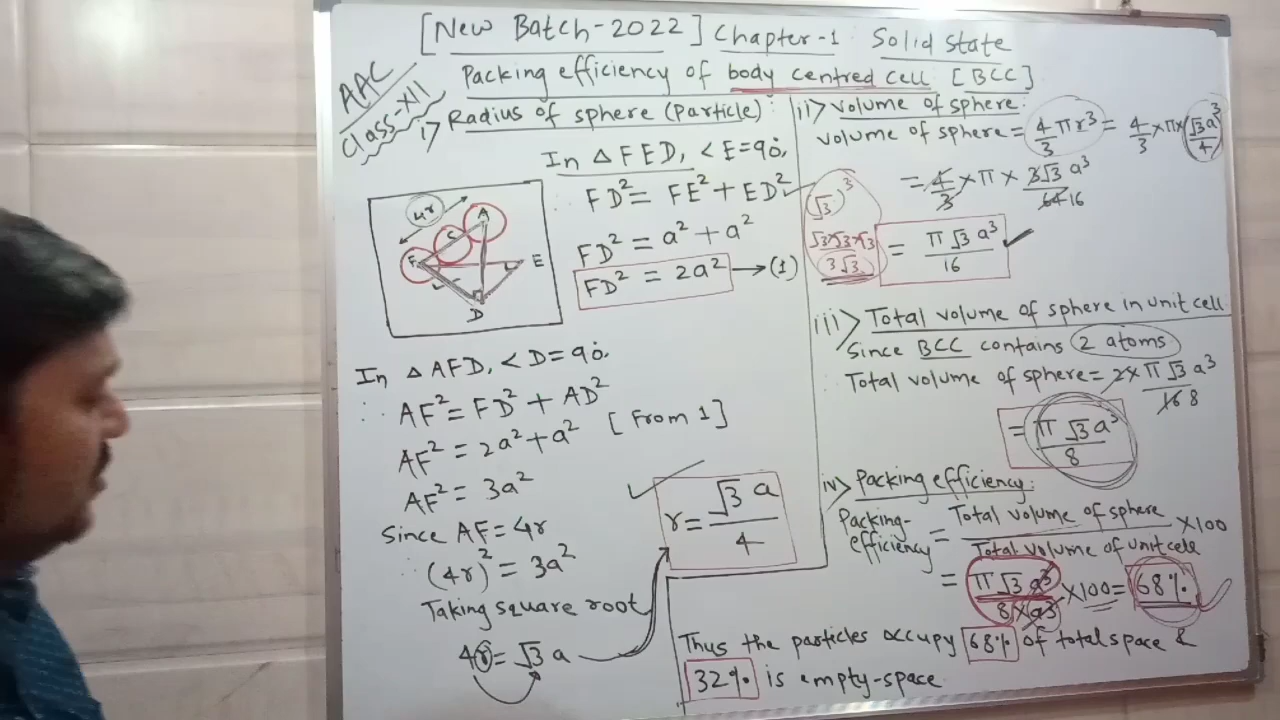 [New Batch-2022] Chapter-1 Solid State
Packing efficiency of body centred cell [BCC]
AAC
Class-XII
i> Radius of sphere (Particle):
In △FED, <E=90°,
∴ FD² = FE² + ED²
FD² = a² + a²
FD² = 2a² → (1)
4r
A
C
F
E
D
In △AFD, <D=90°,
∴ AF² = FD² + AD²
AF² = 2a² + a² [From 1]
AF² = 3a²
Since AF=4r
∴ (4r)² = 3a²
Taking square root
4r = √3 a
r = √3 a / 4
ii> Volume of sphere:
Volume of sphere = 4/3 πr³ = 4/3 × π × (√3a/4)³
= 4/3 × π × 3√3 a³ / 64 16
(√3)³
√3×√3×√3
3√3
= π√3 a³ / 16
iii> Total volume of sphere in unit cell
Since BCC contains 2 atoms
∴ Total volume of sphere = 2 × π√3 a³ / 16 8
= π√3 a³ / 8
iv> Packing efficiency:
Packing-efficiency = Total volume of sphere / Total volume of unit cell × 100
= π√3 a³ / 8×a³ × 100 = 68%
Thus the particles occupy 68% of total space &
32% is empty-space